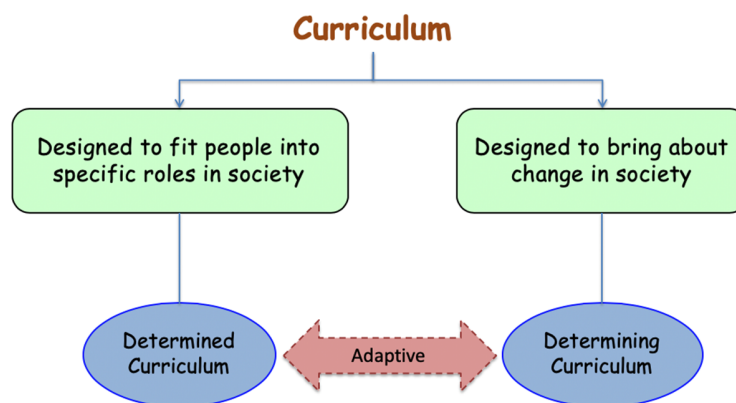 Curriculum
Designed to fit people into
specific roles in society
Designed to bring about
change in society
Determined
Curriculum
Adaptive
Determining
Curriculum